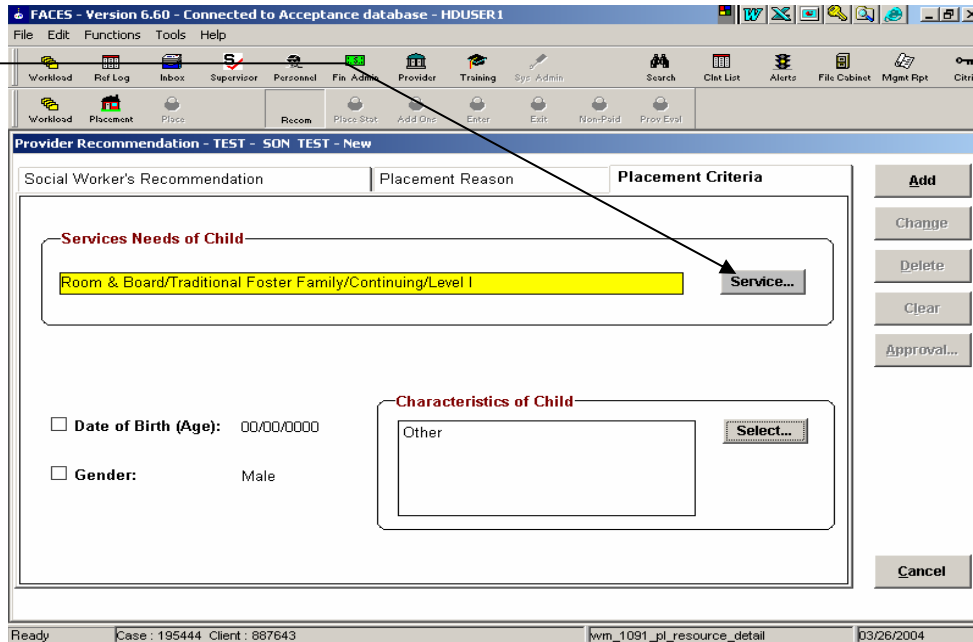 FACES - Version 6.60 - Connected to Acceptance database - HDUSER1
File Edit Functions Tools Help
Workload Ref Log Inbox Supervisor Personnel Fin Admin Provider Training Sys Admin Search Clnt List Alerts File Cabinet Mgmt Rpt Citri
Workload Placement Place Recom Place Stat Add Ons Enter Exit Non-Paid Prov Eval
Provider Recommendation - TEST - SON TEST - New
Social Worker's Recommendation Placement Reason Placement Criteria
Add
Change
Delete
Clear
Approval...
Services Needs of Child
Room & Board/Traditional Foster Family/Continuing/Level I Service...
Characteristics of Child
Date of Birth (Age): 00/00/0000 Other Select...
Gender: Male
Cancel
Ready Case : 195444 Client : 887643 wm_1091_pl_resource_detail 03/26/2004